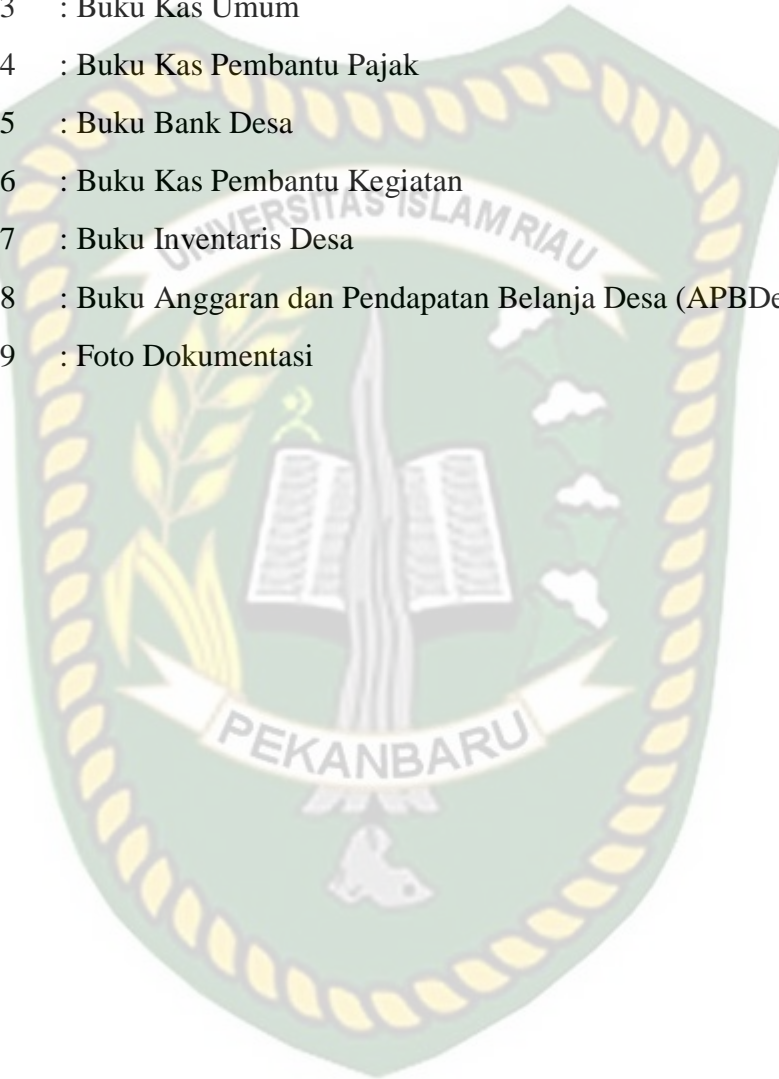 3 : Buku Kas Umum
4 : Buku Kas Pembantu Pajak
5 : Buku Bank Desa
6 : Buku Kas Pembantu Kegiatan
UNIVERSITAS ISLAM RIAU
7 : Buku Inventaris Desa
8 : Buku Anggaran dan Pendapatan Belanja Desa (APBDe
9 : Foto Dokumentasi
PEKANBARU